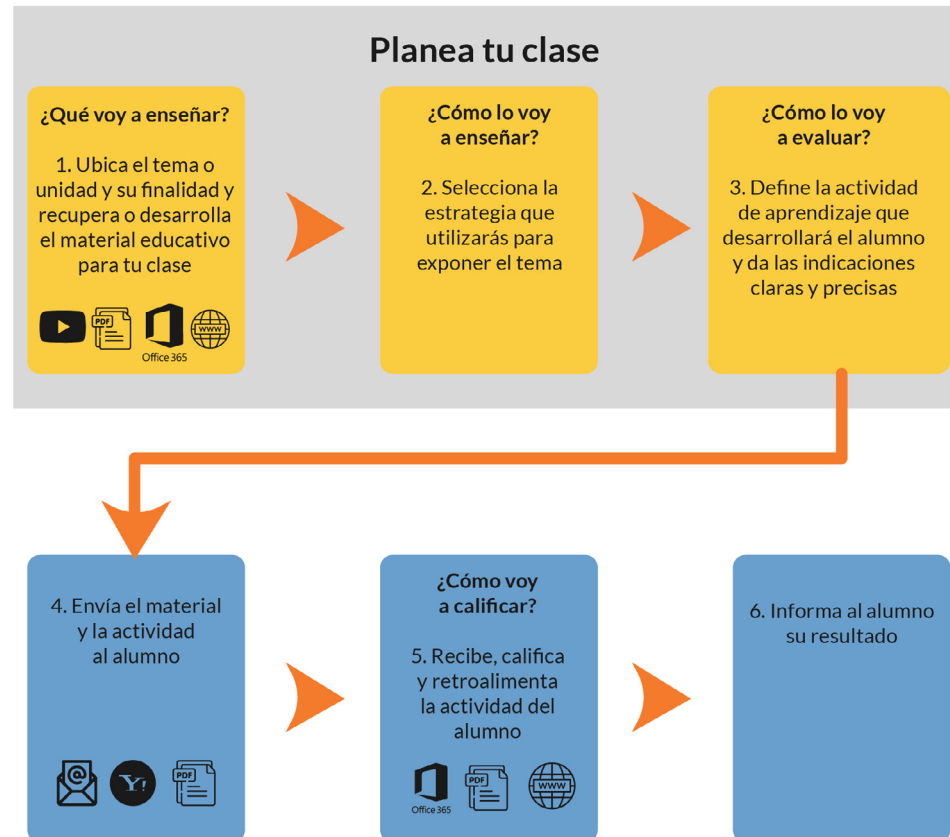 Planea tu clase
¿Qué voy a enseñar?
1. Ubica el tema o
unidad y su finalidad y
recupera o desarrolla
el material educativo
para tu clase
PDF
WWW
Office 365
¿Cómo lo voy
a enseñar?
2. Selecciona la
estrategia que
utilizarás para
exponer el tema
¿Cómo lo voy
a evaluar?
3. Define la actividad
de aprendizaje que
desarrollará el alumno
y da las indicaciones
claras y precisas
4. Envía el material
y la actividad
al alumno
@
Y!
PDF
¿Cómo voy
a calificar?
5. Recibe, califica
y retroalimenta
la actividad del
alumno
PDF
WWW
Office 365
6. Informa al alumno
su resultado